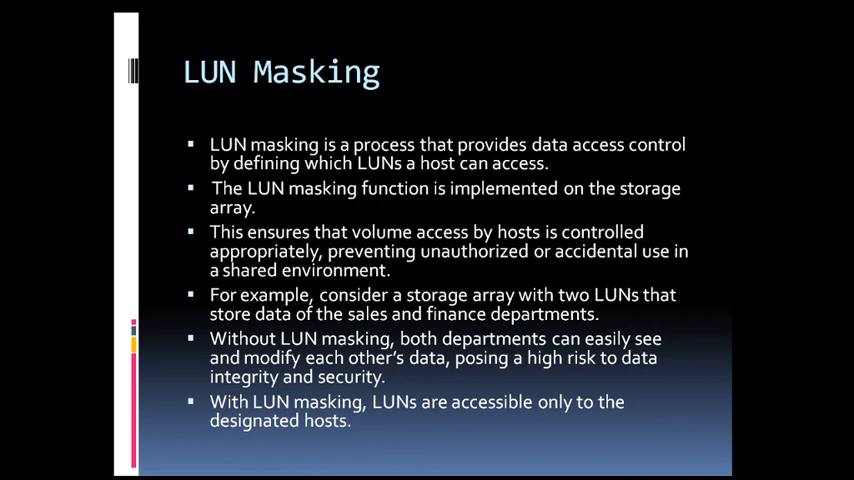 LUN Masking
LUN masking is a process that provides data access control
by defining which LUNs a host can access.
The LUN masking function is implemented on the storage
array.
This ensures that volume access by hosts is controlled
appropriately, preventing unauthorized or accidental use in
a shared environment.
For example, consider a storage array with two LUNs that
store data of the sales and finance departments.
Without LUN masking, both departments can easily see
and modify each other’s data, posing a high risk to data
integrity and security.
With LUN masking, LUNs are accessible only to the
designated hosts.